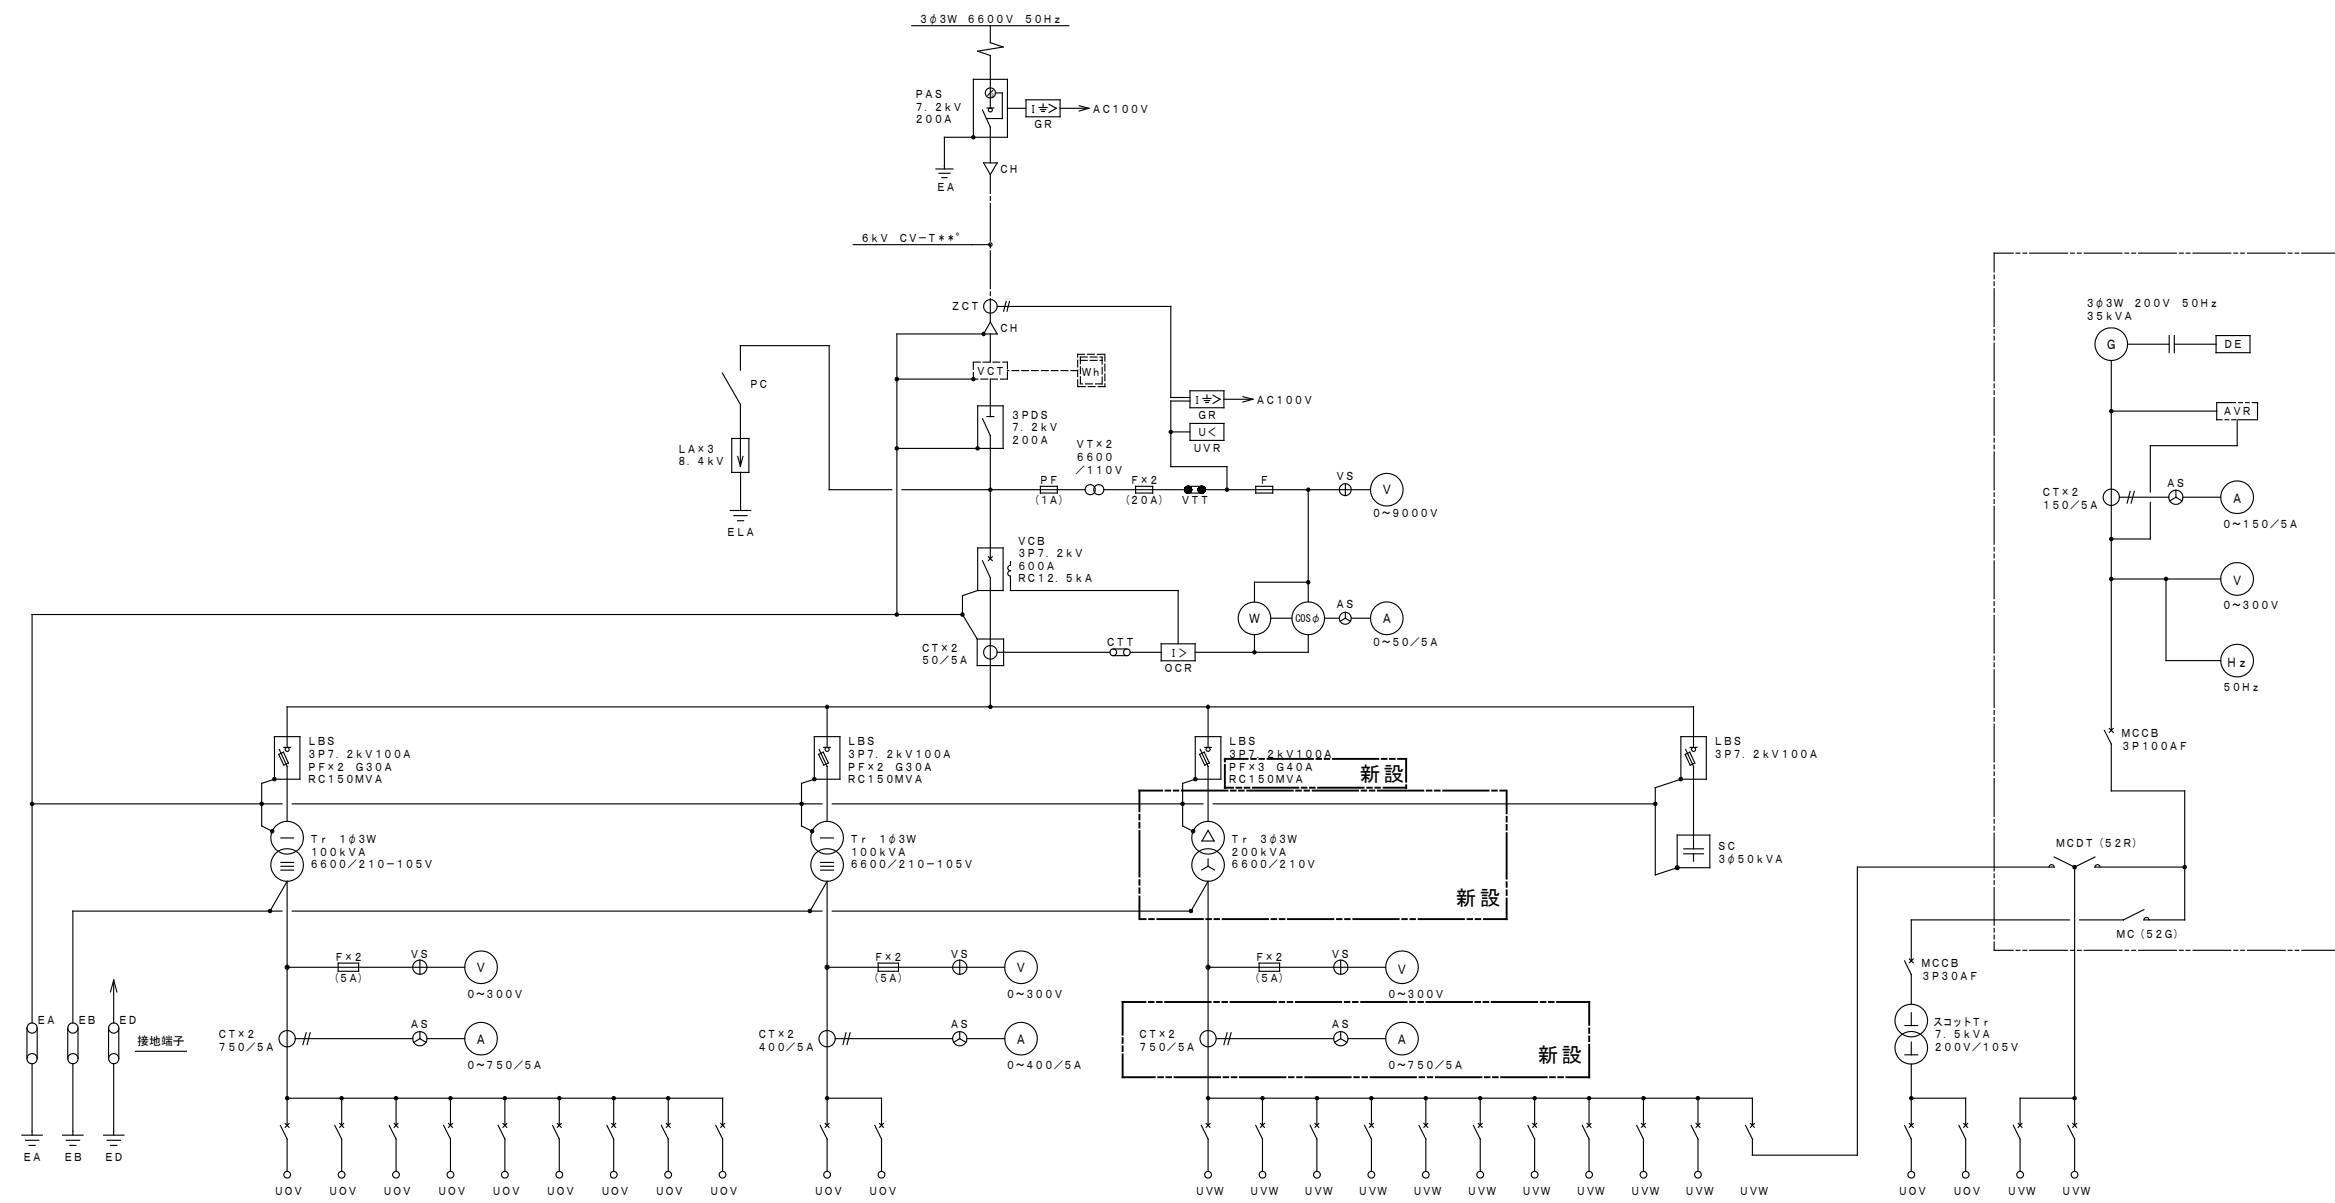 3φ3W 6600V 50Hz
PAS
7.2kV
200A
I⏚>
GR
AC100V
CH
EA
6kV CV-T**°
ZCT
CH
VCT
Wh
PC
LA×3
8.4kV
ELA
3PDS
7.2kV
200A
I⏚>
GR
AC100V
U<
UVR
VT×2
6600
/110V
PF
(1A)
F×2
(20A)
VTT
F
VS
V
0~9000V
VCB
3P7.2kV
600A
RC12.5kA
W
COSφ
AS
A
0~50/5A
CT×2
50/5A
CTT
I>
OCR
LBS
3P7.2kV100A
PF×2 G30A
RC150MVA
LBS
3P7.2kV100A
PF×2 G30A
RC150MVA
LBS
3P7.2kV100A
PF×3 G40A
RC150MVA
新設
LBS
3P7.2kV100A
Tr 1φ3W
100kVA
6600/210-105V
Tr 1φ3W
100kVA
6600/210-105V
Tr 3φ3W
200kVA
6600/210V
新設
SC
3φ50kVA
F×2
(5A)
VS
V
0~300V
F×2
(5A)
VS
V
0~300V
F×2
(5A)
VS
V
0~300V
EA
EB
ED
接地端子
CT×2
750/5A
AS
A
0~750/5A
CT×2
400/5A
AS
A
0~400/5A
CT×2
750/5A
AS
A
0~750/5A
新設
EA
EB
ED
UOV UOV UOV UOV UOV UOV UOV UOV UOV
UOV UOV
UVW UVW UVW UVW UVW UVW UVW UVW UVW UVW UVW
3φ3W 200V 50Hz
35kVA
G
DE
AVR
CT×2
150/5A
AS
A
0~150/5A
V
0~300V
Hz
50Hz
MCCB
3P100AF
MCDT(52R)
MC(52G)
MCCB
3P30AF
スコットTr
7.5kVA
200V/105V
UOV UOV UVW UVW